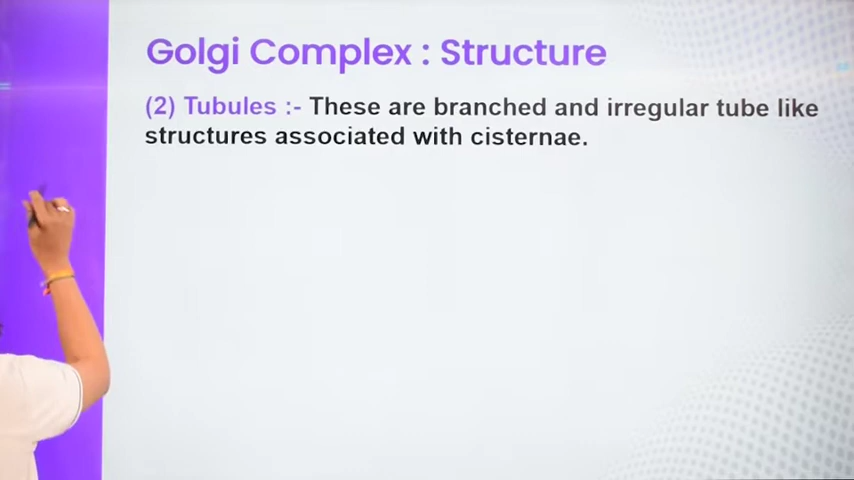 Golgi Complex : Structure
(2) Tubules :- These are branched and irregular tube like
structures associated with cisternae.